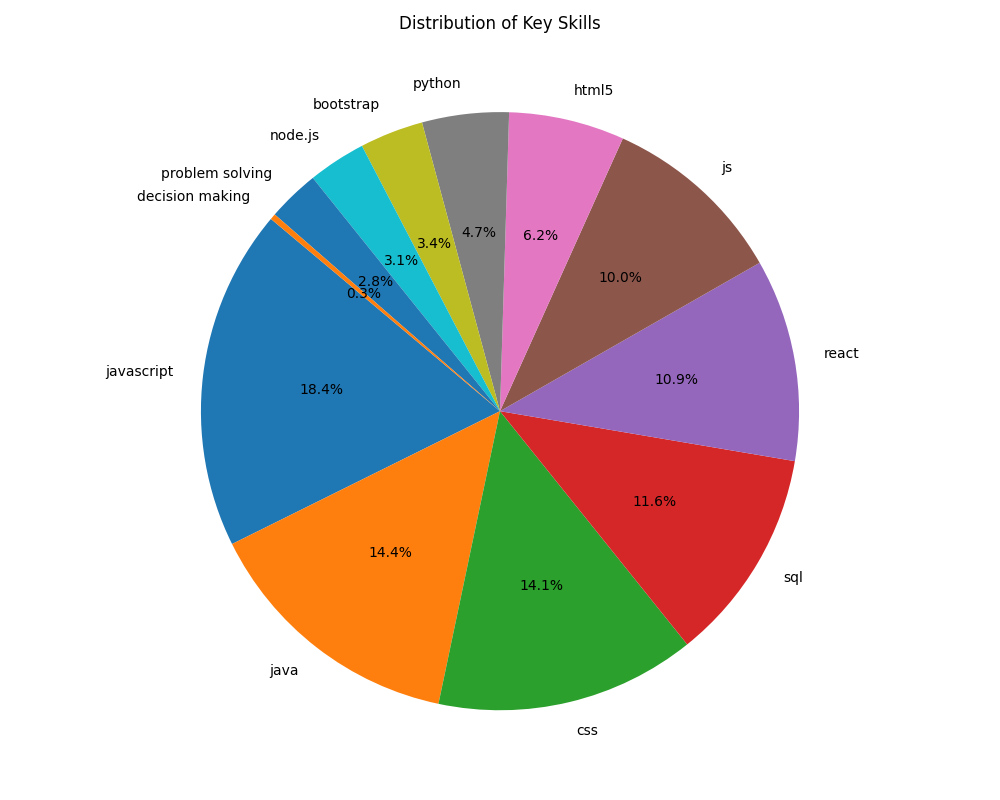 Distribution of Key Skills
python
html5
bootstrap
node.js
js
problem solving
decision making
4.7%
6.2%
3.4%
3.1%
10.0%
2.8%
0.3%
react
javascript
18.4%
10.9%
11.6%
14.4%
14.1%
sql
java
css